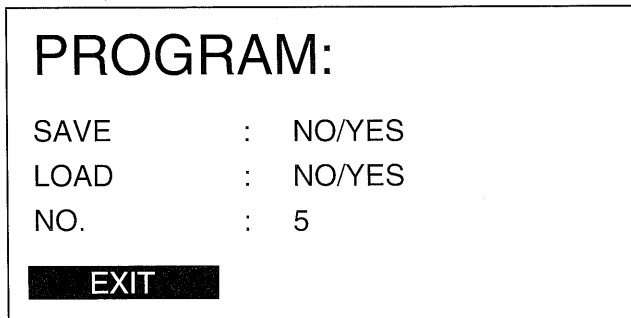 PROGRAM:
SAVE : NO/YES
LOAD : NO/YES
NO. : 5
EXIT